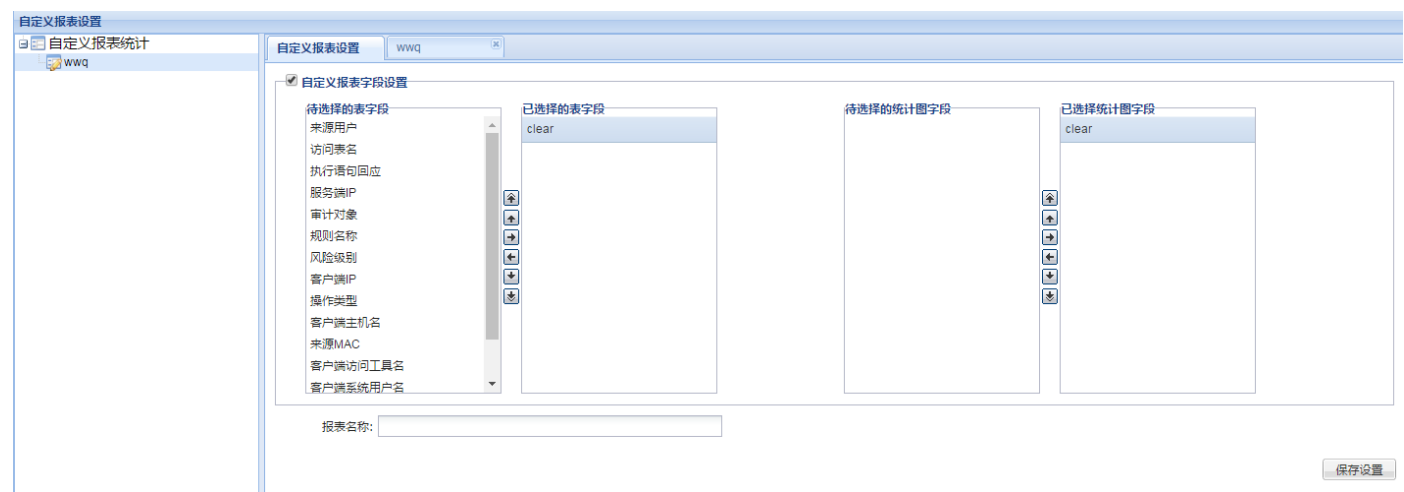 自定义报表设置
自定义报表统计
wwq
自定义报表设置
wwq
自定义报表字段设置
待选择的表字段
来源用户
访问表名
执行语句回应
服务端IP
审计对象
规则名称
风险级别
客户端IP
操作类型
客户端主机名
来源MAC
客户端访问工具名
客户端系统用户名
已选择的表字段
clear
待选择的统计图字段
已选择统计图字段
clear
报表名称:
保存设置